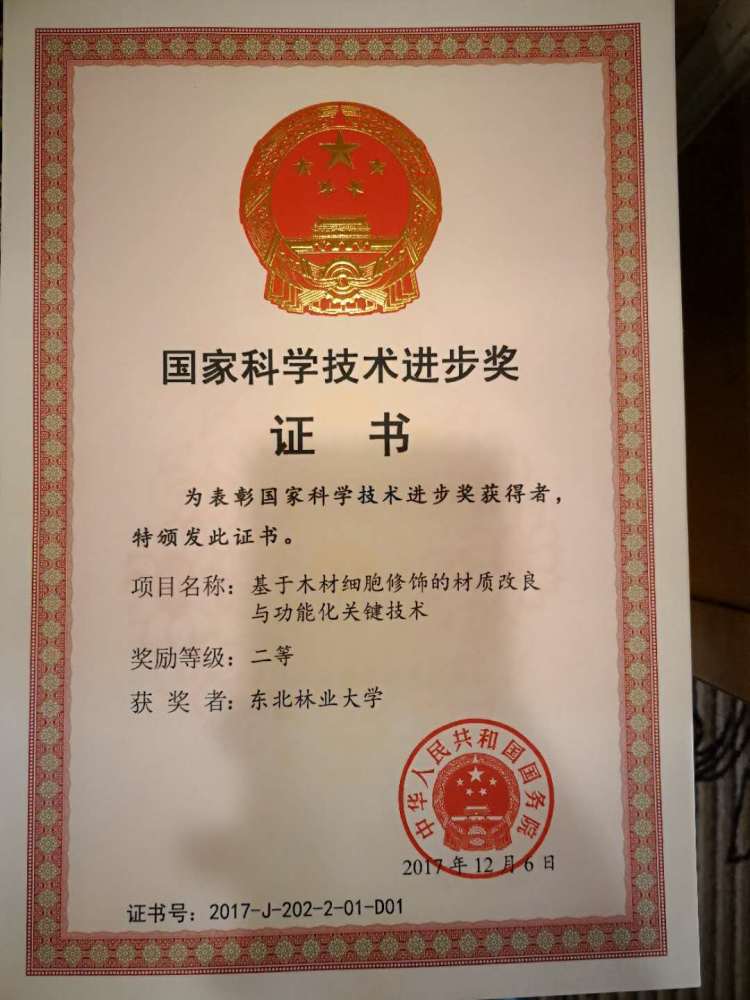 国家科学技术进步奖
证书
为表彰国家科学技术进步奖获得者，
特颁发此证书。
项目名称：基于木材细胞修饰的材质改良
与功能化关键技术
奖励等级：二等
获奖者：东北林业大学
中华人民共和国国务院
2017年12月6日
证书号：2017-J-202-2-01-D01